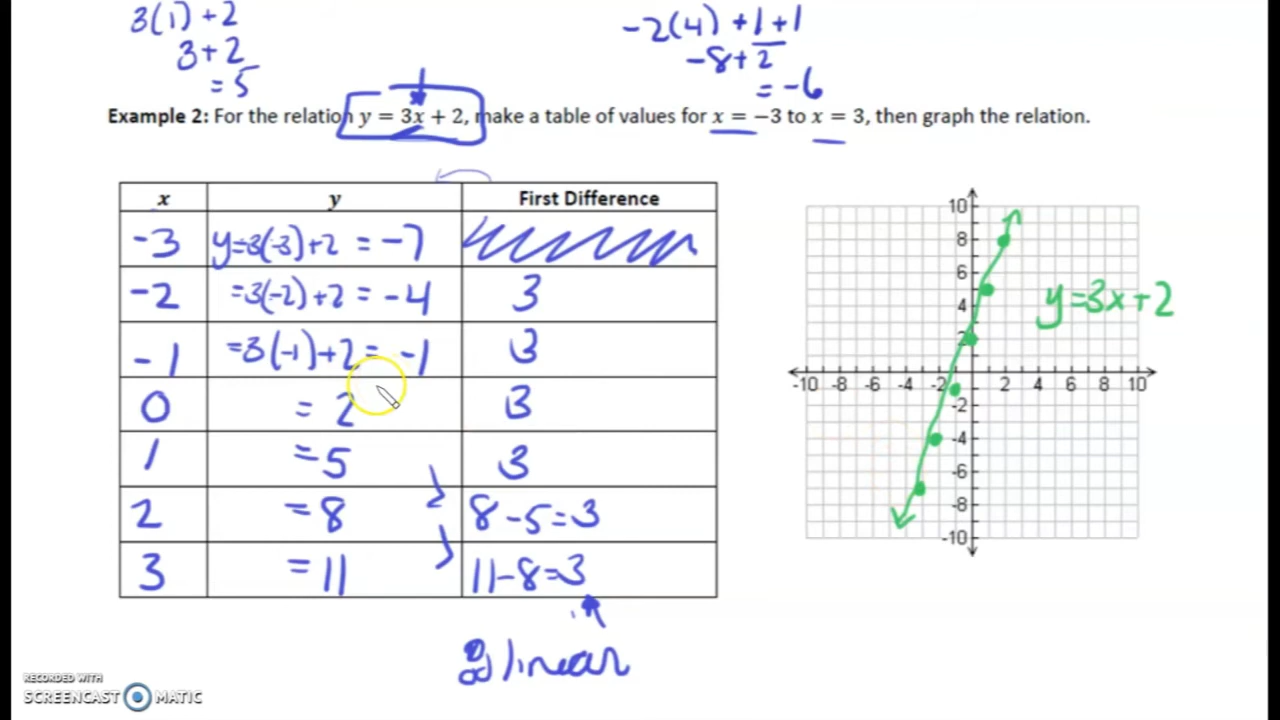 3(1)+2
3+2
=5
-2(4)+1+1
-8+2
=-6
Example 2: For the relation y = 3x + 2, make a table of values for x = −3 to x = 3, then graph the relation.
x y First Difference
-3 y=3(-3)+2 = -7
-2 =3(-2)+2 = -4 3
-1 =3(-1)+2= -1 3
0 = 2 3
1 =5 3
2 =8 8-5=3
3 =11 11-8=3
linear
10
8
6
4
2
-10 -8 -6 -4 -2 2 4 6 8 10
-2
-4
-6
-8
-10
y=3x+2
RECORDED WITH
SCREENCAST MATIC